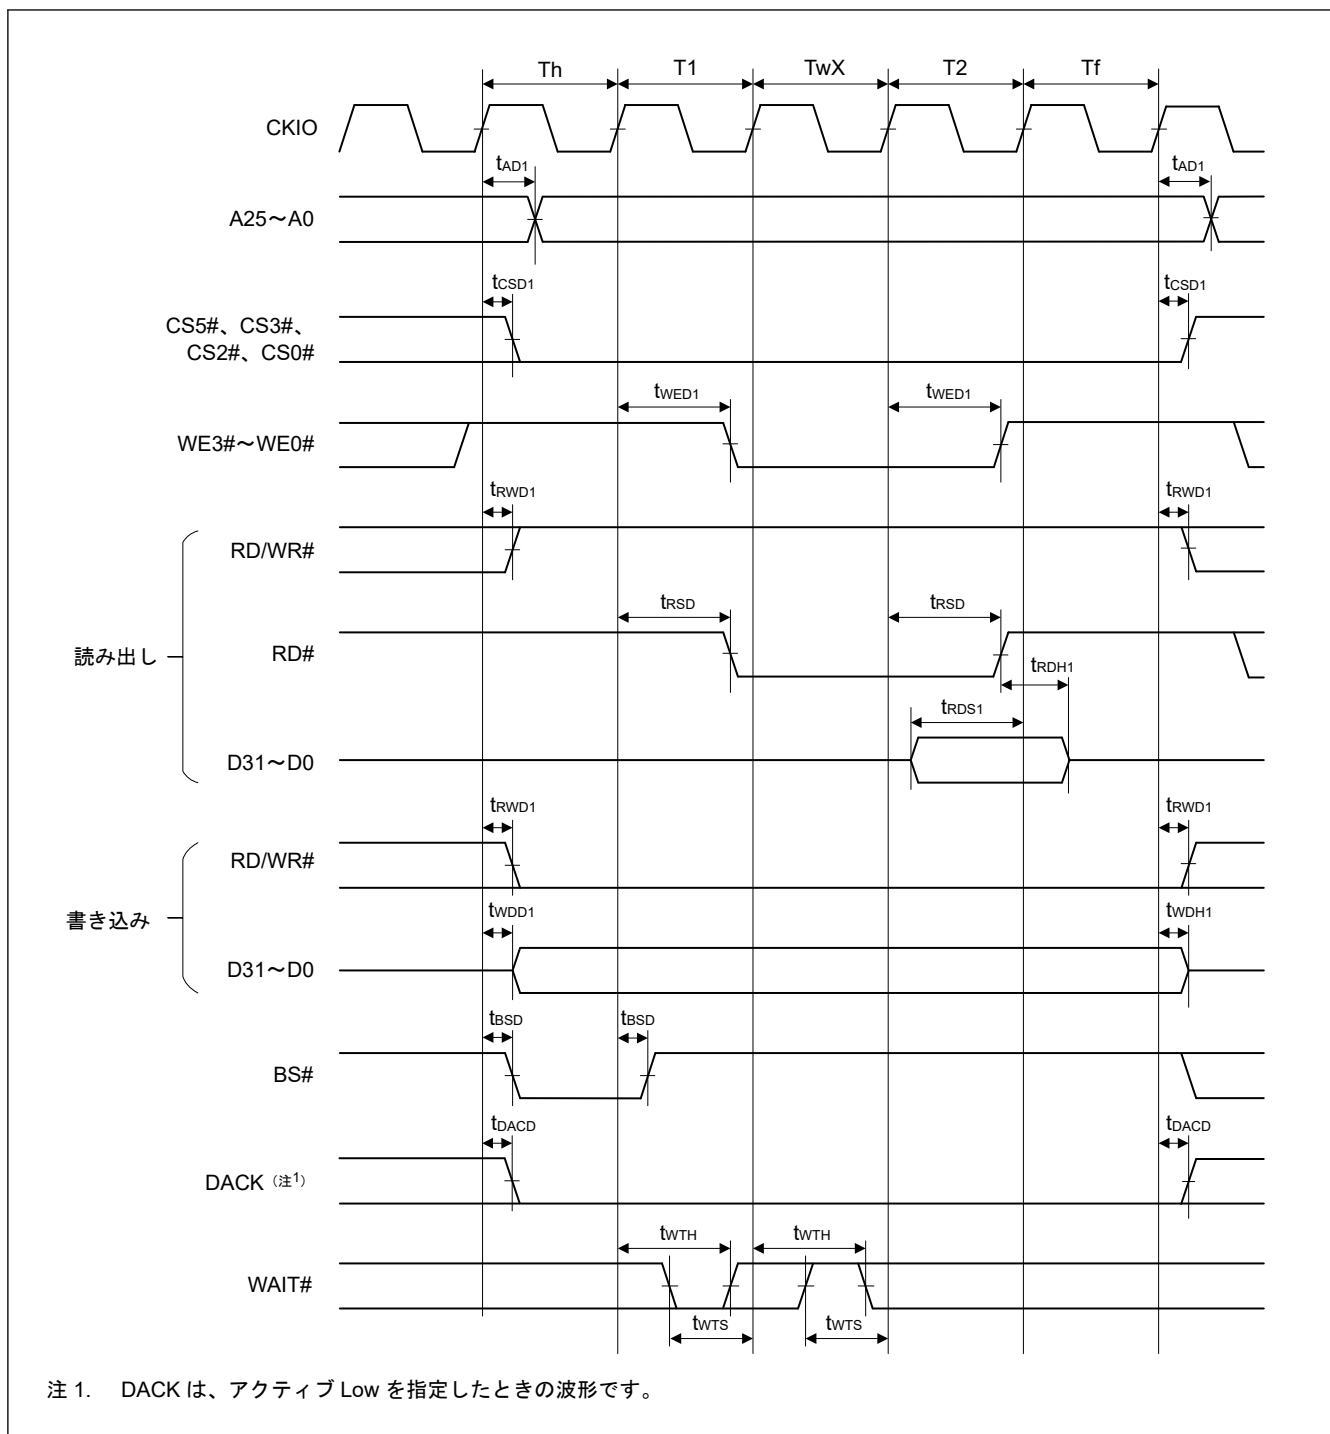 Th T1 TwX T2 Tf
CKIO
tAD1 tAD1
A25～A0
tCSD1 tCSD1
CS5#、CS3#、
CS2#、CS0#
tWED1 tWED1
WE3#～WE0#
tRWD1 tRWD1
RD/WR#
tRSD tRSD
読み出し
RD#
tRDH1
tRDS1
D31～D0
tRWD1 tRWD1
RD/WR#
書き込み
tWDD1 tWDH1
D31～D0
tBSD tBSD
BS#
tDACD tDACD
DACK（注1）
tWTH tWTH
WAIT#
tWTS tWTS
注 1. DACK は、アクティブ Low を指定したときの波形です。